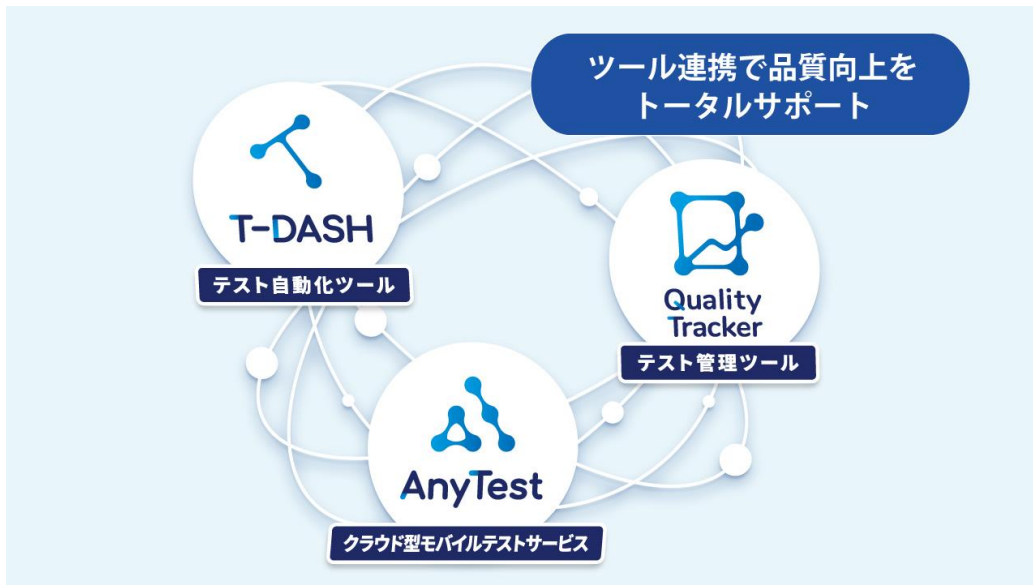 ツール連携で品質向上を
トータルサポート
T-DASH
テスト自動化ツール
Quality
Tracker
テスト管理ツール
AnyTest
クラウド型モバイルテストサービス